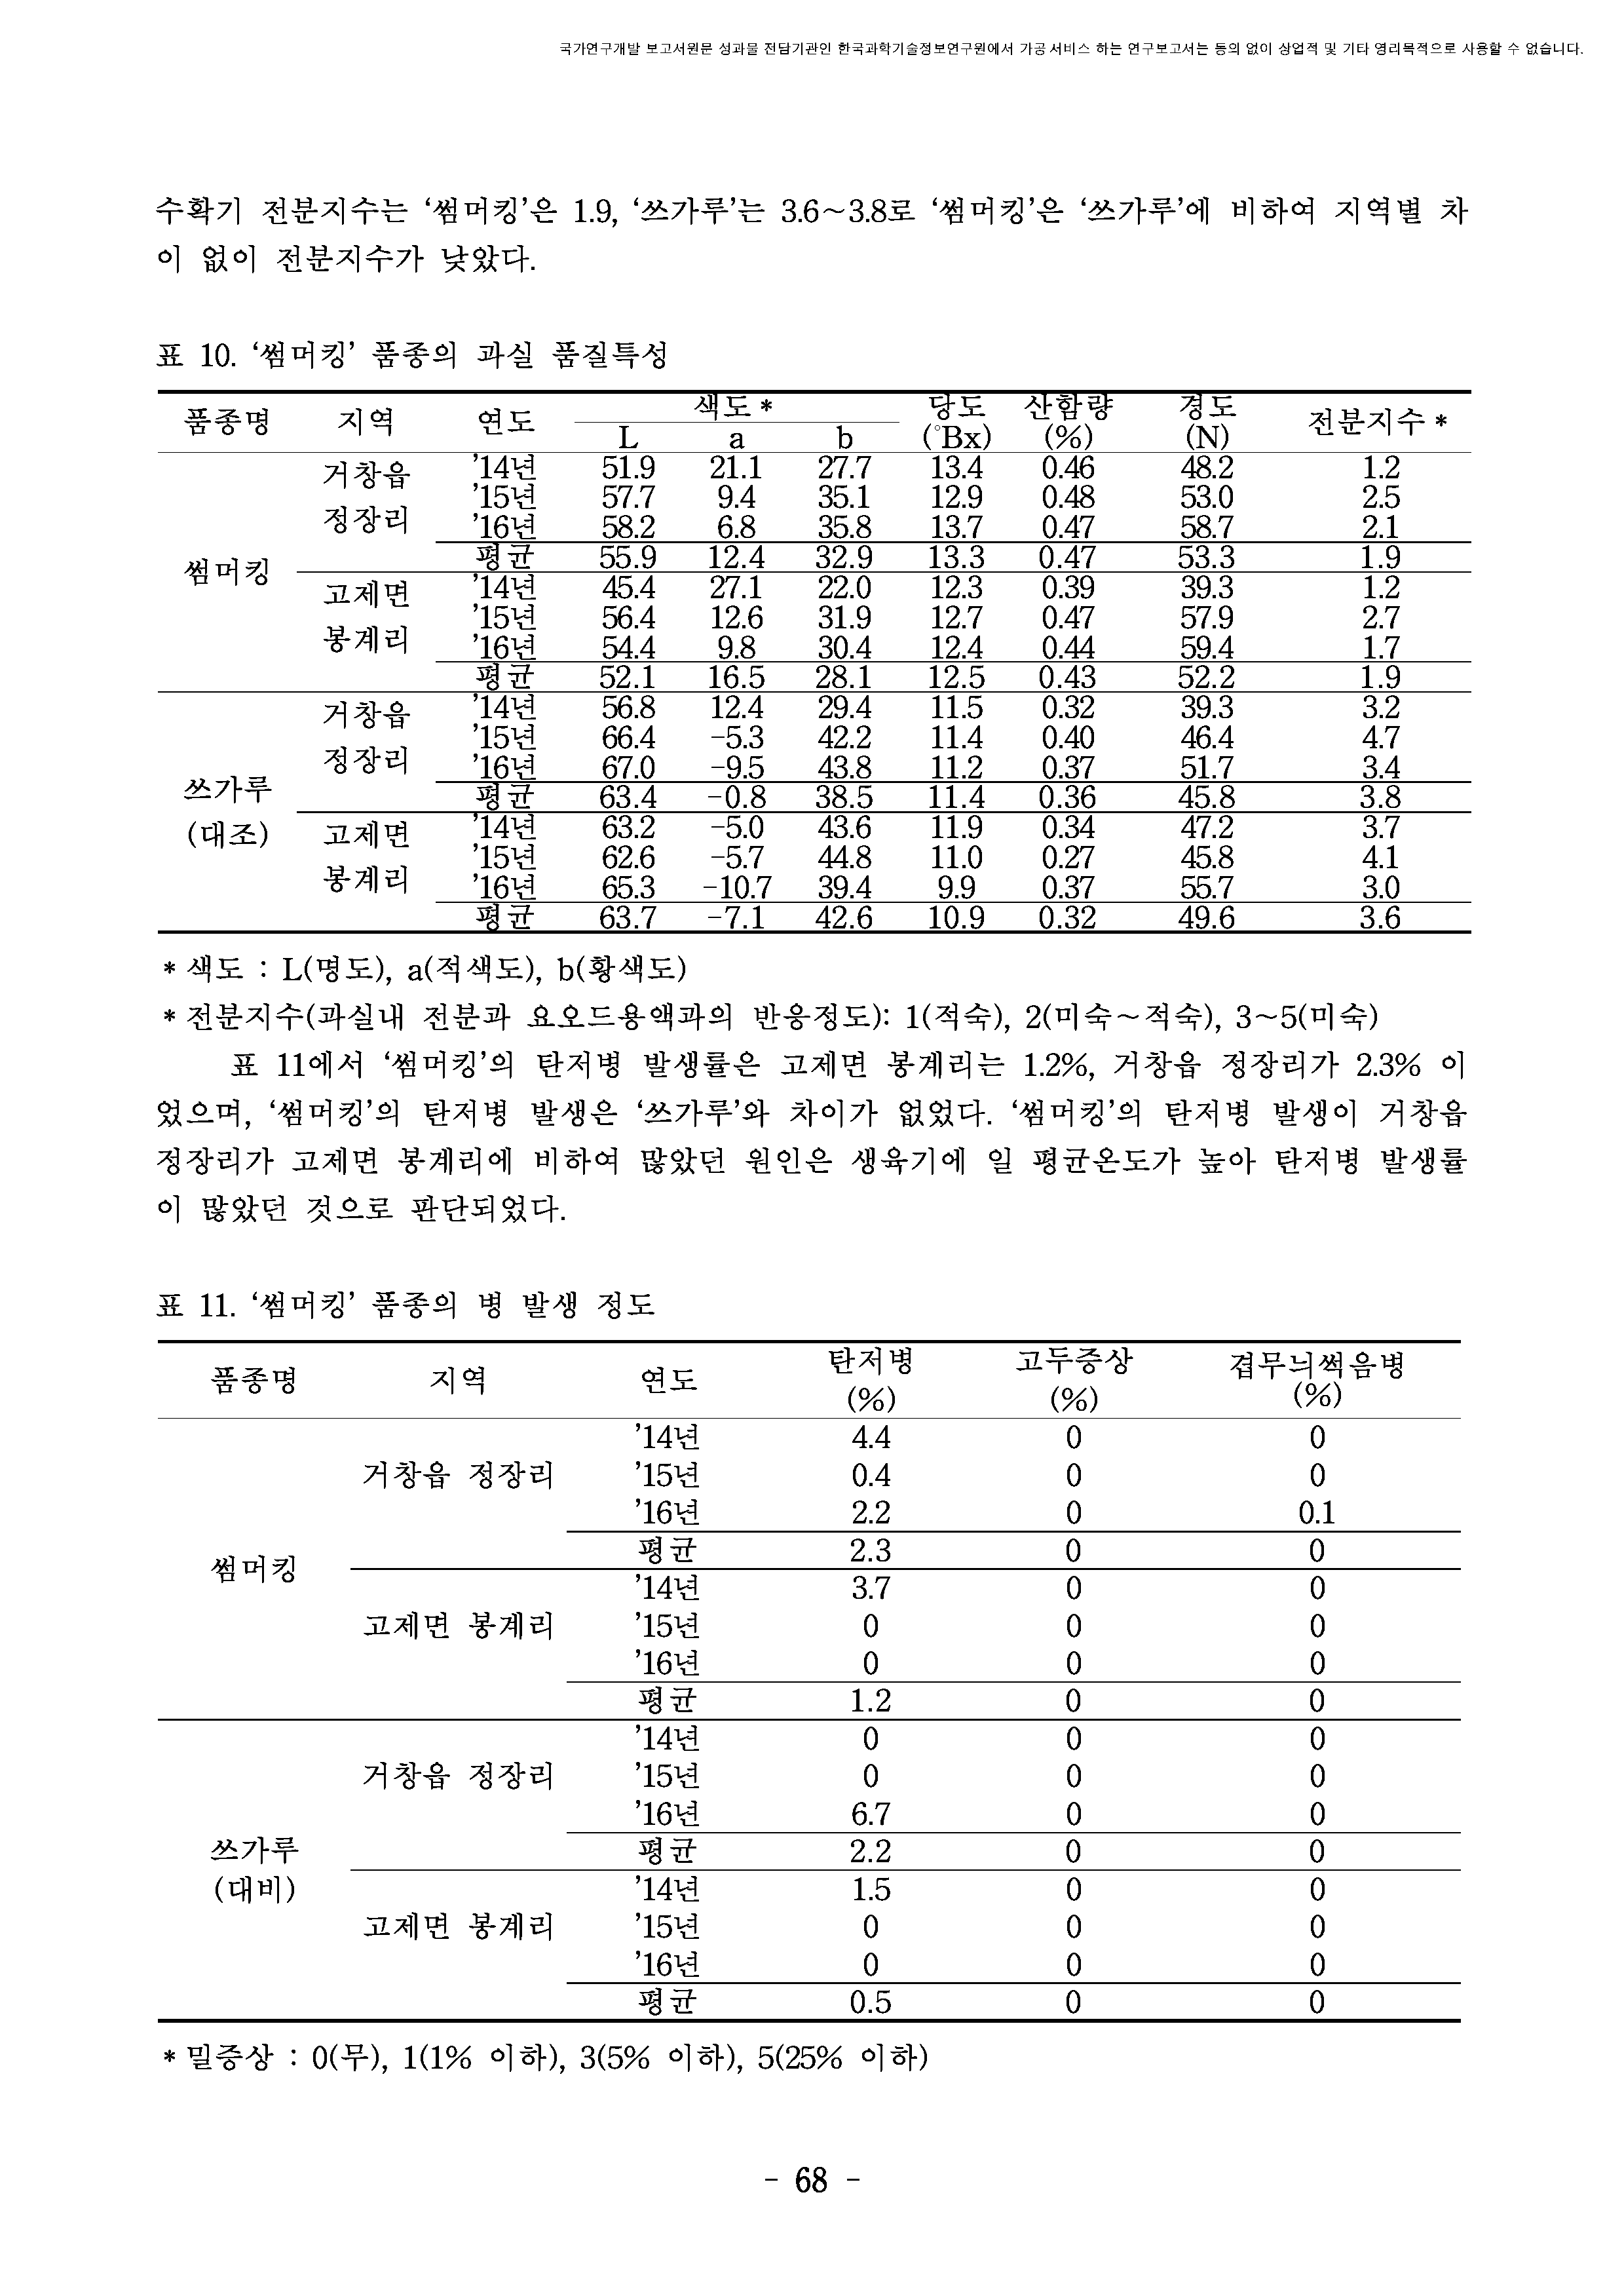 국가연구개발 보고서원문 성과물 전담기관인 한국과학기술정보연구원에서 가공·서비스 하는 연구보고서는 동의 없이 상업적 및 기타 영리목적으로 사용할 수 없습니다.
수확기 전분지수는 ‘썸머킹’은 1.9, ‘쓰가루’는 3.6~3.8로 ‘썸머킹’은 ‘쓰가루’에 비하여 지역별 차
이 없이 전분지수가 낮았다.
표 10. ‘썸머킹’ 품종의 과실 품질특성
품종명 지역 연도 색도* 당도 산함량 경도 전분지수*
L a b (°Bx) (%) (N)
거창읍 ’14년 51.9 21.1 27.7 13.4 0.46 48.2 1.2
’15년 57.7 9.4 35.1 12.9 0.48 53.0 2.5
정장리 ’16년 58.2 6.8 35.8 13.7 0.47 58.7 2.1
평균 55.9 12.4 32.9 13.3 0.47 53.3 1.9
썸머킹
고제면 ’14년 45.4 27.1 22.0 12.3 0.39 39.3 1.2
’15년 56.4 12.6 31.9 12.7 0.47 57.9 2.7
봉계리 ’16년 54.4 9.8 30.4 12.4 0.44 59.4 1.7
평균 52.1 16.5 28.1 12.5 0.43 52.2 1.9
거창읍 ’14년 56.8 12.4 29.4 11.5 0.32 39.3 3.2
’15년 66.4 -5.3 42.2 11.4 0.40 46.4 4.7
정장리 ’16년 67.0 -9.5 43.8 11.2 0.37 51.7 3.4
쓰가루 평균 63.4 -0.8 38.5 11.4 0.36 45.8 3.8
(대조) 고제면 ’14년 63.2 -5.0 43.6 11.9 0.34 47.2 3.7
’15년 62.6 -5.7 44.8 11.0 0.27 45.8 4.1
봉계리 ’16년 65.3 -10.7 39.4 9.9 0.37 55.7 3.0
평균 63.7 -7.1 42.6 10.9 0.32 49.6 3.6
* 색도 : L(명도), a(적색도), b(황색도)
* 전분지수(과실내 전분과 요오드용액과의 반응정도): 1(적숙), 2(미숙~적숙), 3~5(미숙)
표 11에서 ‘썸머킹’의 탄저병 발생률은 고제면 봉계리는 1.2%, 거창읍 정장리가 2.3% 이
었으며, ‘썸머킹’의 탄저병 발생은 ‘쓰가루’와 차이가 없었다. ‘썸머킹’의 탄저병 발생이 거창읍
정장리가 고제면 봉계리에 비하여 많았던 원인은 생육기에 일 평균온도가 높아 탄저병 발생률
이 많았던 것으로 판단되었다.
표 11. ‘썸머킹’ 품종의 병 발생 정도
품종명 지역 연도 탄저병 고두증상 겹무늬썩음병
(%) (%) (%)
’14년 4.4 0 0
거창읍 정장리 ’15년 0.4 0 0
’16년 2.2 0 0.1
평균 2.3 0 0
썸머킹
’14년 3.7 0 0
고제면 봉계리 ’15년 0 0 0
’16년 0 0 0
평균 1.2 0 0
’14년 0 0 0
거창읍 정장리 ’15년 0 0 0
’16년 6.7 0 0
쓰가루 평균 2.2 0 0
(대비) ’14년 1.5 0 0
고제면 봉계리 ’15년 0 0 0
’16년 0 0 0
평균 0.5 0 0
* 밀증상 : 0(무), 1(1% 이하), 3(5% 이하), 5(25% 이하)
- 68 -